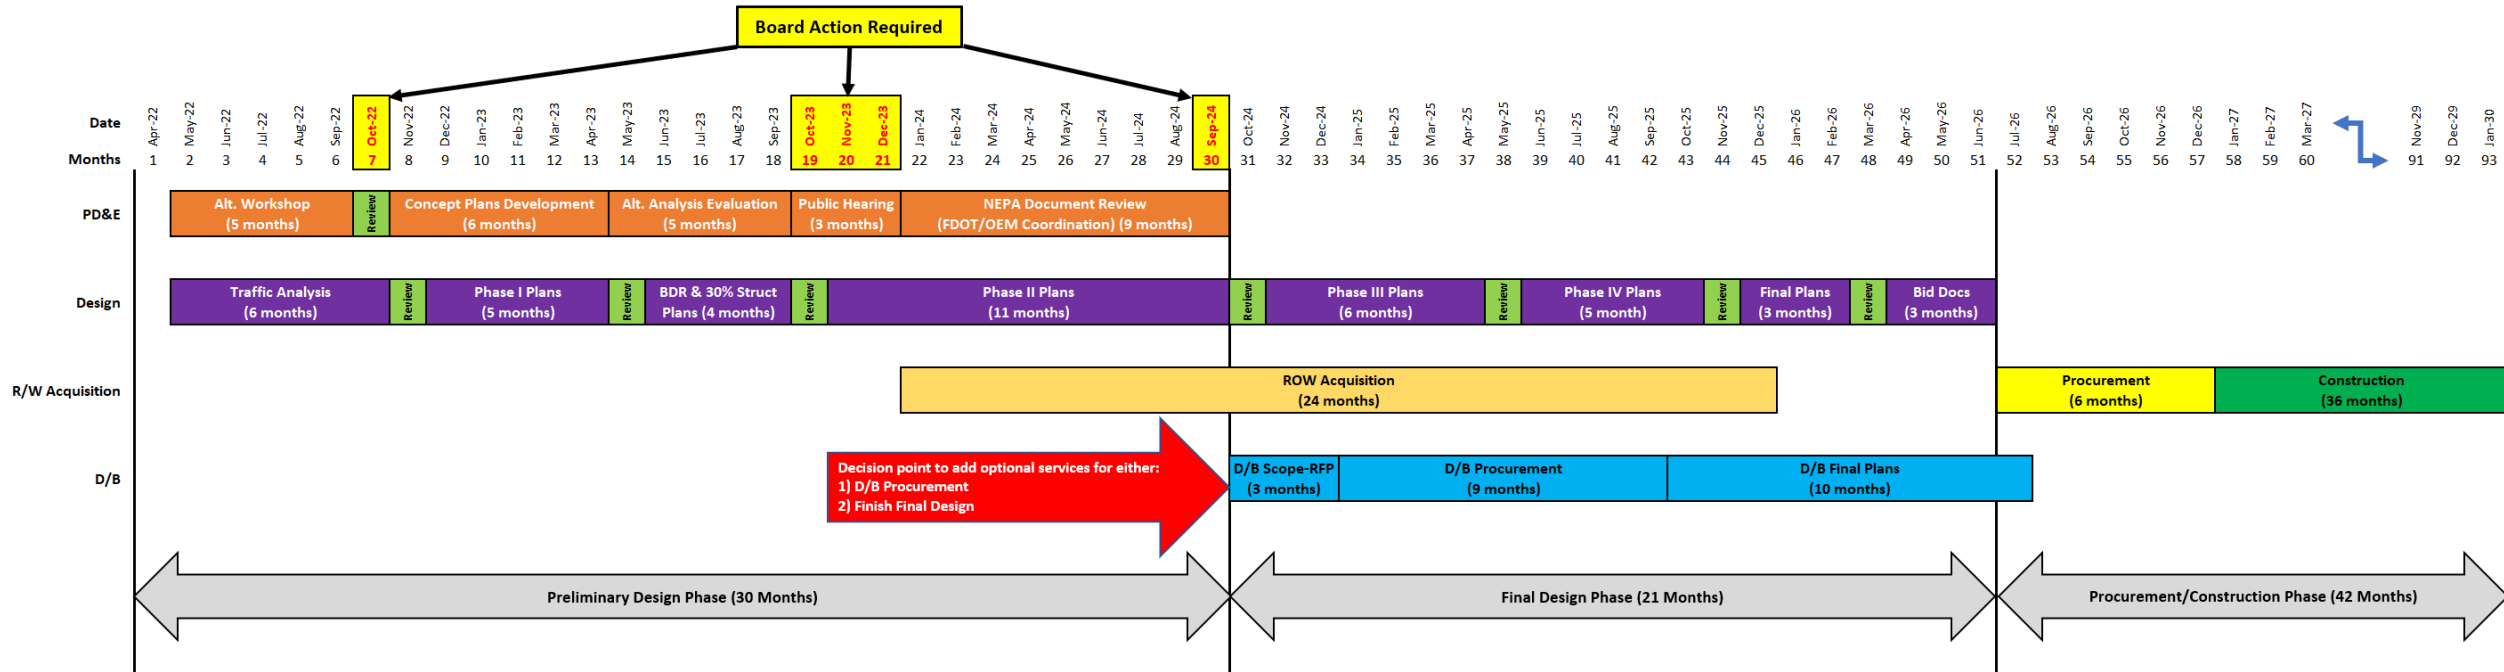 Board Action Required
Date Apr-22 May-22 Jun-22 Jul-22 Aug-22 Sep-22 Oct-22 Nov-22 Dec-22 Jan-23 Feb-23 Mar-23 Apr-23 May-23 Jun-23 Jul-23 Aug-23 Sep-23 Oct-23 Nov-23 Dec-23 Jan-24 Feb-24 Mar-24 Apr-24 May-24 Jun-24 Jul-24 Aug-24 Sep-24 Oct-24 Nov-24 Dec-24 Jan-25 Feb-25 Mar-25 Apr-25 May-25 Jun-25 Jul-25 Aug-25 Sep-25 Oct-25 Nov-25 Dec-25 Jan-26 Feb-26 Mar-26 Apr-26 May-26 Jun-26 Jul-26 Aug-26 Sep-26 Oct-26 Nov-26 Dec-26 Jan-27 Feb-27 Mar-27 Nov-29 Dec-29 Jan-30
Months 1 2 3 4 5 6 7 8 9 10 11 12 13 14 15 16 17 18 19 20 21 22 23 24 25 26 27 28 29 30 31 32 33 34 35 36 37 38 39 40 41 42 43 44 45 46 47 48 49 50 51 52 53 54 55 56 57 58 59 60 91 92 93
PD&E
Alt. Workshop
(5 months)
Review
Concept Plans Development
(6 months)
Alt. Analysis Evaluation
(5 months)
Public Hearing
(3 months)
NEPA Document Review
(FDOT/OEM Coordination) (9 months)
Design
Traffic Analysis
(6 months)
Review
Phase I Plans
(5 months)
Review
BDR & 30% Struct
Plans (4 months)
Review
Phase II Plans
(11 months)
Review
Phase III Plans
(6 months)
Review
Phase IV Plans
(5 month)
Review
Final Plans
(3 months)
Review
Bid Docs
(3 months)
R/W Acquisition
ROW Acquisition
(24 months)
Procurement
(6 months)
Construction
(36 months)
D/B
Decision point to add optional services for either:
1) D/B Procurement
2) Finish Final Design
D/B Scope-RFP
(3 months)
D/B Procurement
(9 months)
D/B Final Plans
(10 months)
Preliminary Design Phase (30 Months)
Final Design Phase (21 Months)
Procurement/Construction Phase (42 Months)